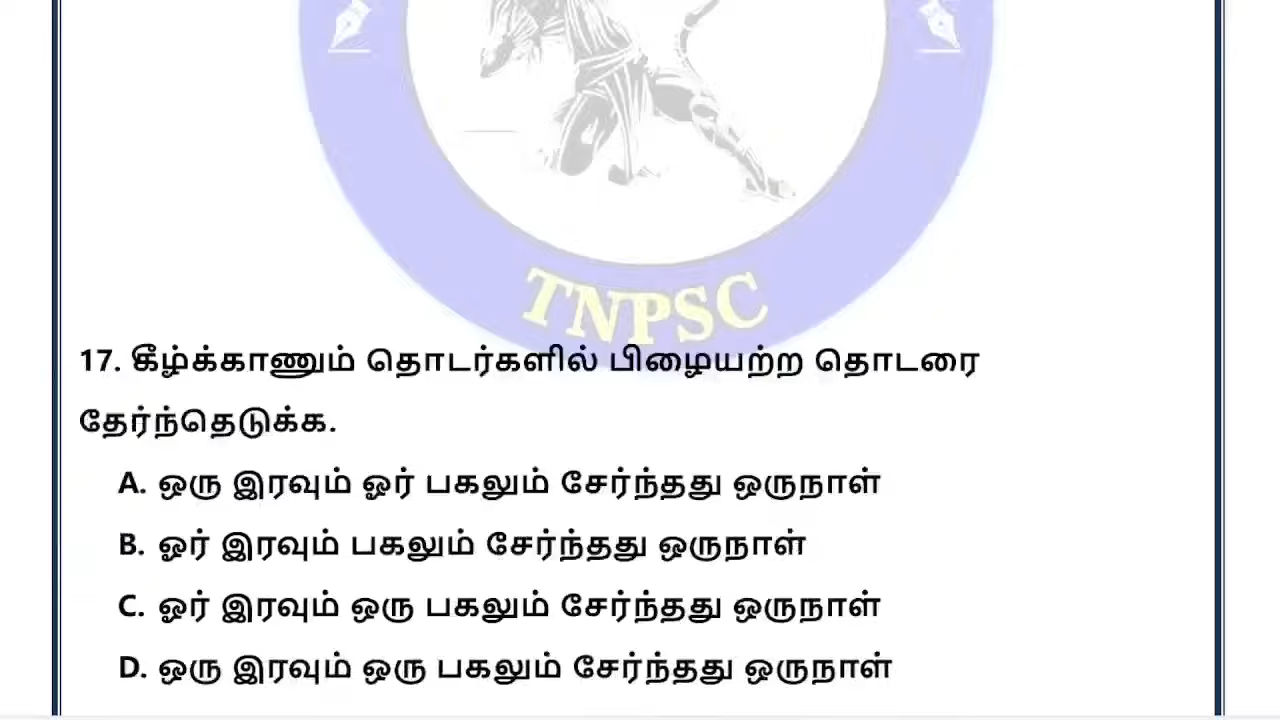 TNPSC
17. கீழ்க்காணும் தொடர்களில் பிழையற்ற தொடரை
தேர்ந்தெடுக்க.
A. ஒரு இரவும் ஓர் பகலும் சேர்ந்தது ஒருநாள்
B. ஓர் இரவும் பகலும் சேர்ந்தது ஒருநாள்
C. ஓர் இரவும் ஒரு பகலும் சேர்ந்தது ஒருநாள்
D. ஒரு இரவும் ஒரு பகலும் சேர்ந்தது ஒருநாள்